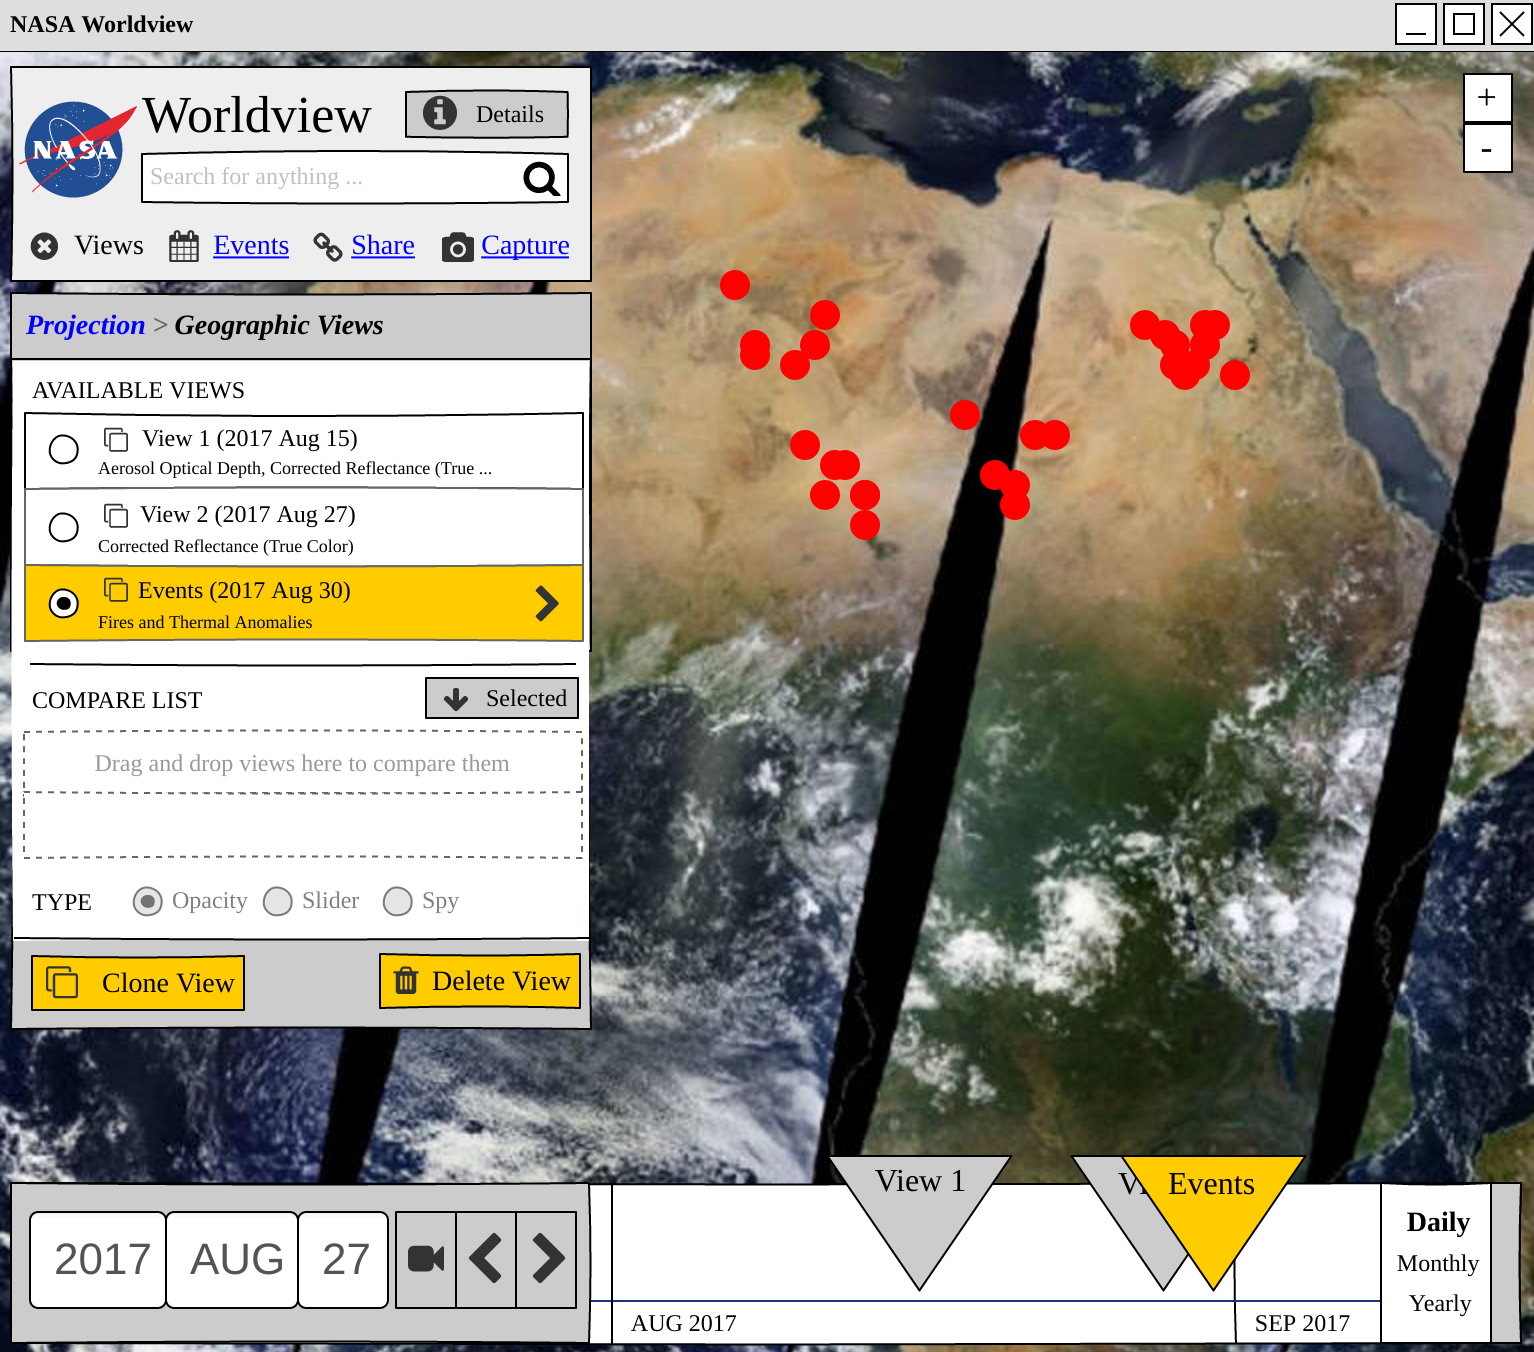 NASA Worldview
NASA
Worldview
Details
Search for anything ...
Views
Events
Share
Capture
Projection > Geographic Views
AVAILABLE VIEWS
View 1 (2017 Aug 15)
Aerosol Optical Depth, Corrected Reflectance (True ...
View 2 (2017 Aug 27)
Corrected Reflectance (True Color)
Events (2017 Aug 30)
Fires and Thermal Anomalies
COMPARE LIST
Selected
Drag and drop views here to compare them
TYPE
Opacity
Slider
Spy
Clone View
Delete View
+
-
View 1
Events
2017
AUG
27
AUG 2017
SEP 2017
Daily
Monthly
Yearly